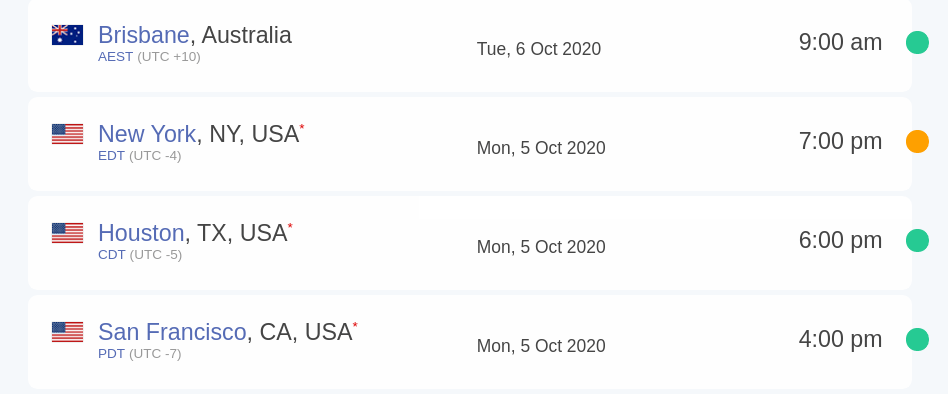 Brisbane, Australia
AEST (UTC +10)
Tue, 6 Oct 2020
9:00 am
New York, NY, USA*
EDT (UTC -4)
Mon, 5 Oct 2020
7:00 pm
Houston, TX, USA*
CDT (UTC -5)
Mon, 5 Oct 2020
6:00 pm
San Francisco, CA, USA*
PDT (UTC -7)
Mon, 5 Oct 2020
4:00 pm